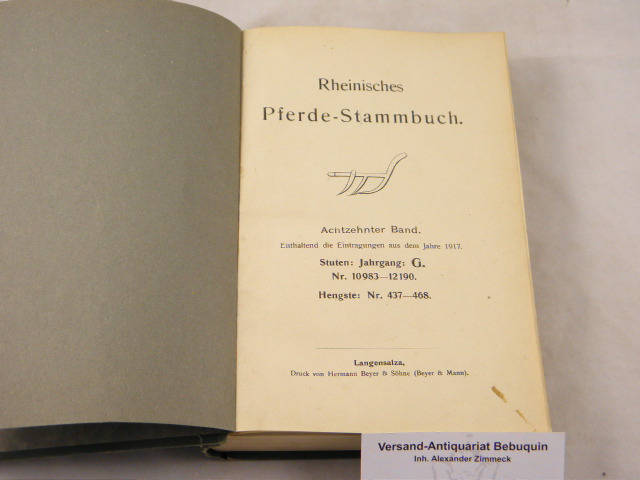 Rheinisches
Pferde-Stammbuch.
Achtzehnter Band.
Enthaltend die Eintragungen aus dem Jahre 1917.
Stuten: Jahrgang: G.
Nr. 10983—12190.
Hengste: Nr. 437—468.
Langensalza,
Druck von Hermann Beyer & Söhne (Beyer & Mann).
Versand-Antiquariat Bebuquin
Inh. Alexander Zimmeck